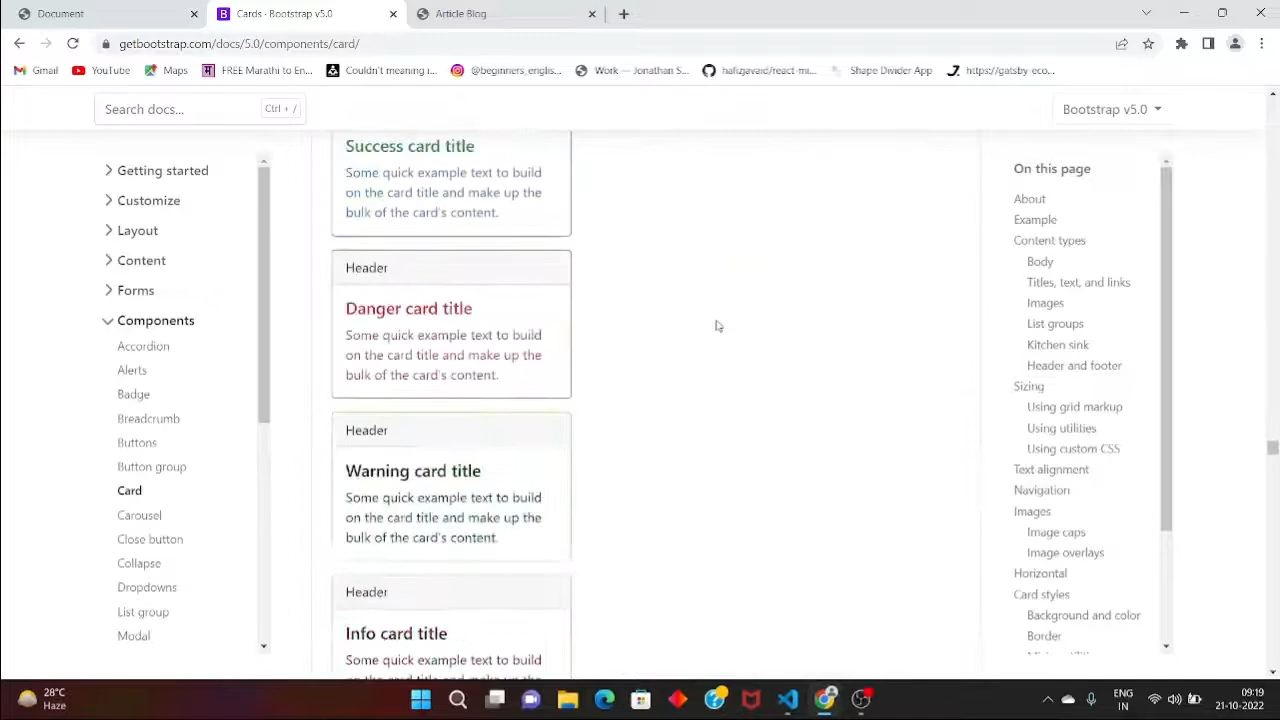 Document
Cards · Bootstrap v5.0
Article Blog
getbootstrap.com/docs/5.0/components/card/
Gmail
YouTube
Maps
FREE Marathi to En...
Couldn't meaning i...
@beginners_englis...
Work — Jonathan S...
hafizjavaid/react-mi...
Shape Divider App
https://gatsby-eco...
Search docs...
Ctrl + /
Bootstrap v5.0
Getting started
Customize
Layout
Content
Forms
Components
Accordion
Alerts
Badge
Breadcrumb
Buttons
Button group
Card
Carousel
Close button
Collapse
Dropdowns
List group
Modal
Success card title
Some quick example text to build
on the card title and make up the
bulk of the card's content.
Header
Danger card title
Some quick example text to build
on the card title and make up the
bulk of the card's content.
Header
Warning card title
Some quick example text to build
on the card title and make up the
bulk of the card's content.
Header
Info card title
Some quick example text to build
On this page
About
Example
Content types
Body
Titles, text, and links
Images
List groups
Kitchen sink
Header and footer
Sizing
Using grid markup
Using utilities
Using custom CSS
Text alignment
Navigation
Images
Image caps
Image overlays
Horizontal
Card styles
Background and color
Border
28°C
Haze
ENG
IN
09:19
21-10-2022